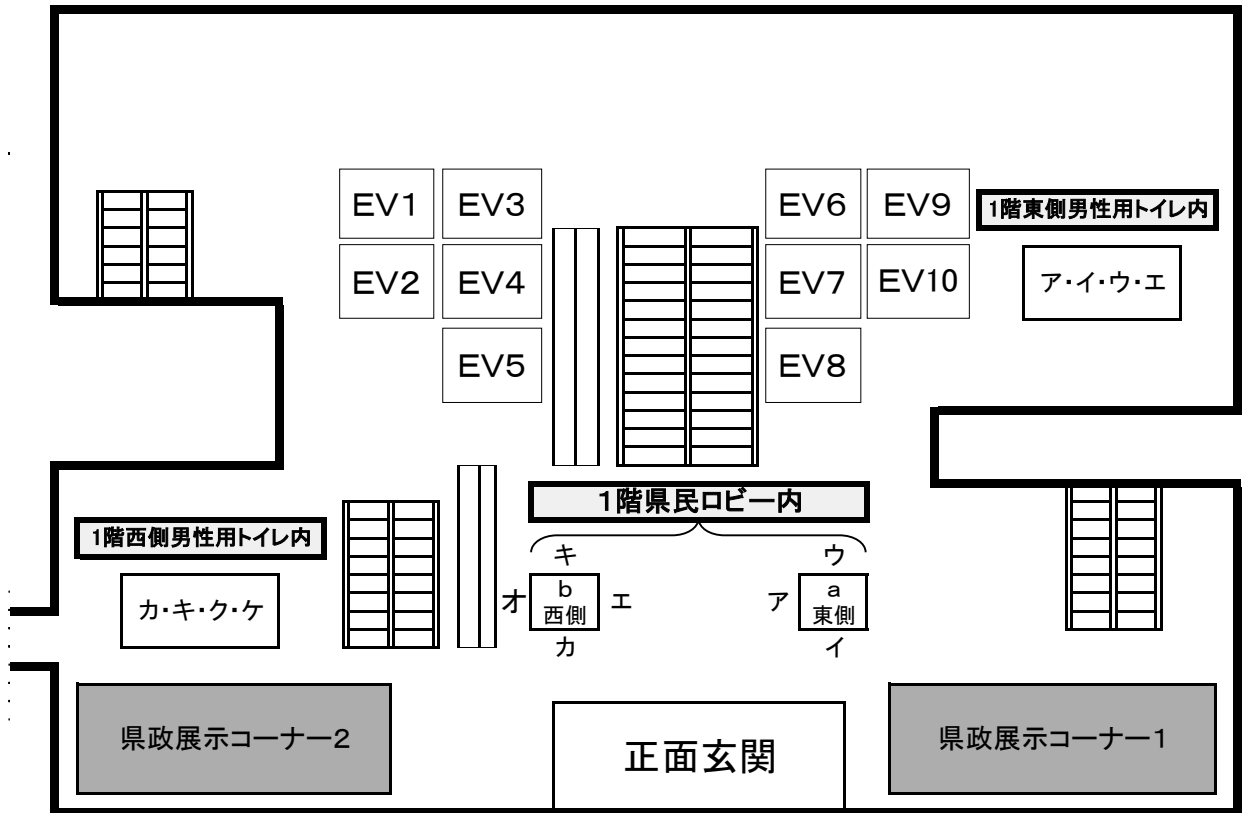 EV1
EV3
EV6
EV9
1階東側男性用トイレ内
EV2
EV4
EV7
EV10
ア・イ・ウ・エ
EV5
EV8
1階県民ロビー内
1階西側男性用トイレ内
キ
ウ
カ・キ・ク・ケ
オ
b
西側
エ
ア
a
東側
カ
イ
県政展示コーナー2
正面玄関
県政展示コーナー1